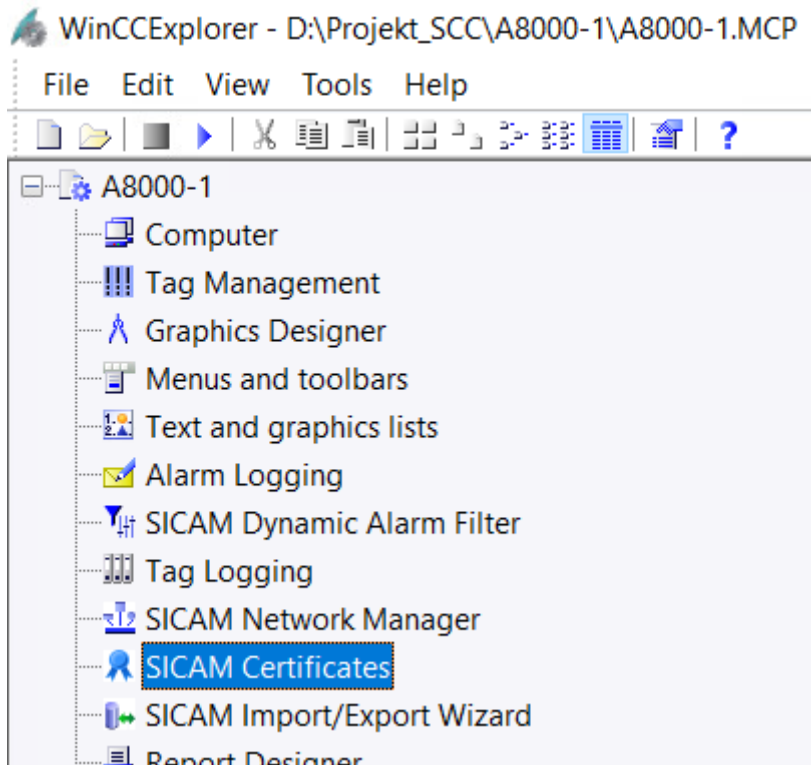 WinCCExplorer - D:\Projekt_SCC\A8000-1\A8000-1.MCP
File Edit View Tools Help
A8000-1
Computer
Tag Management
Graphics Designer
Menus and toolbars
Text and graphics lists
Alarm Logging
SICAM Dynamic Alarm Filter
Tag Logging
SICAM Network Manager
SICAM Certificates
SICAM Import/Export Wizard
Report Designer